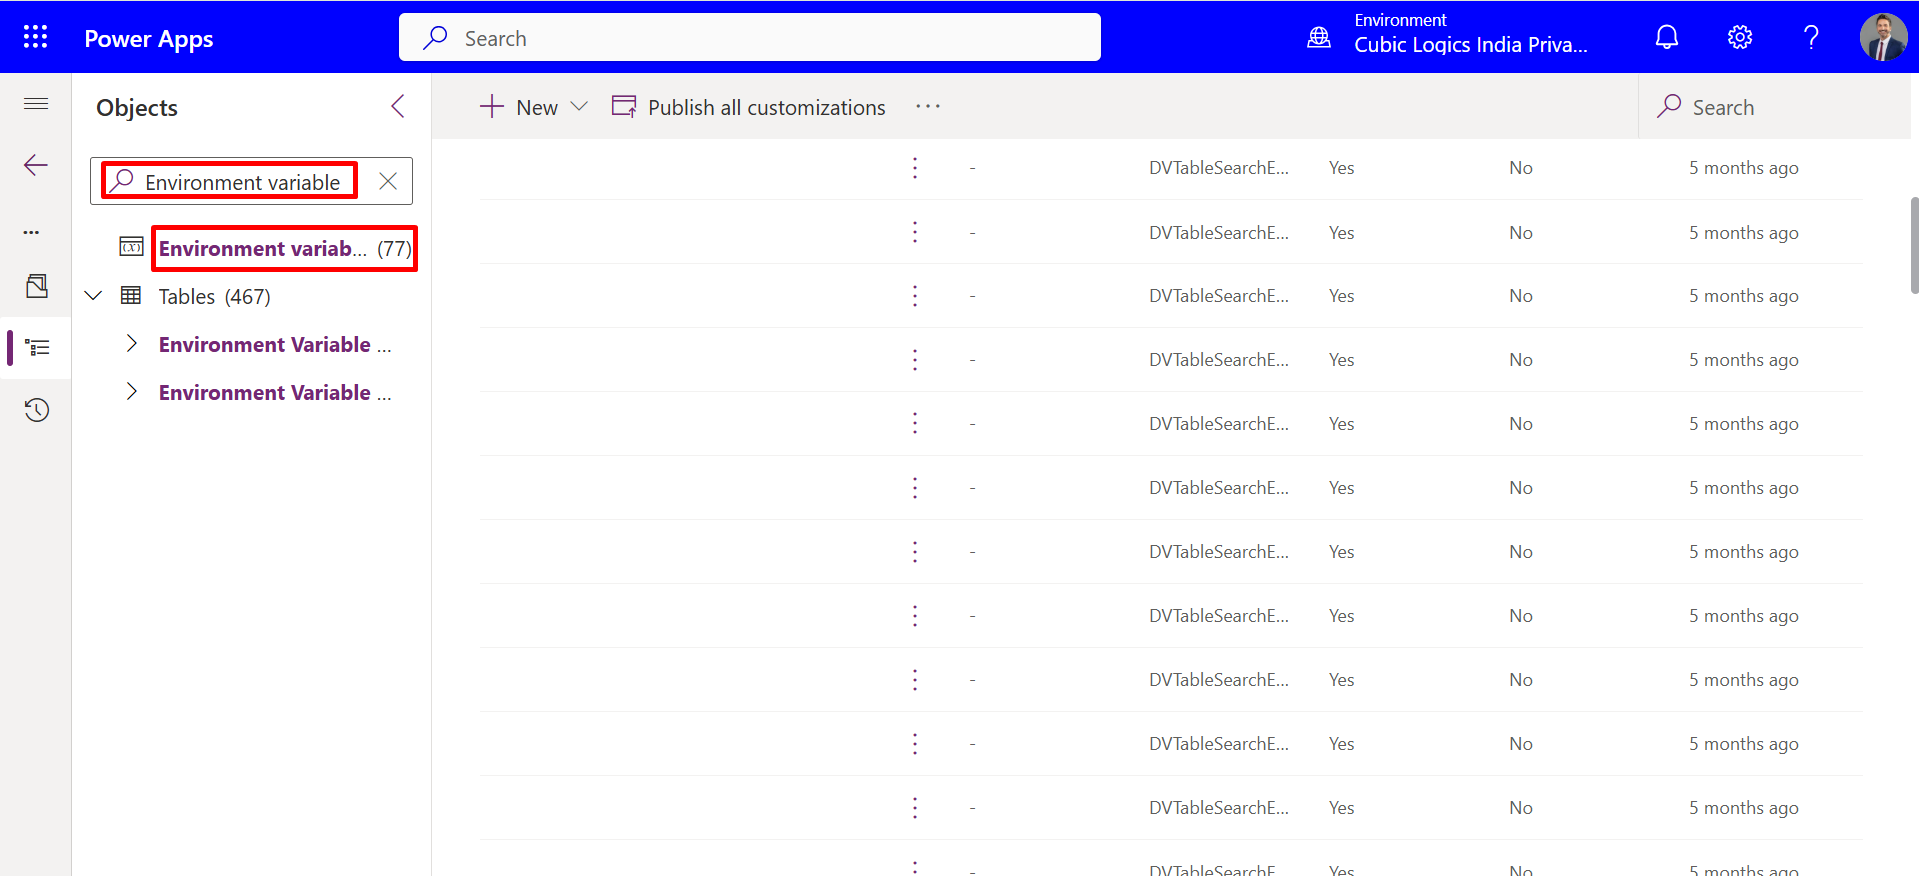 Power Apps
Search
Environment
Cubic Logics India Priva...
Objects
Environment variable
Environment variab... (77)
Tables (467)
Environment Variable ...
Environment Variable ...
New
Publish all customizations
Search
- DVTableSearchE... Yes No 5 months ago
- DVTableSearchE... Yes No 5 months ago
- DVTableSearchE... Yes No 5 months ago
- DVTableSearchE... Yes No 5 months ago
- DVTableSearchE... Yes No 5 months ago
- DVTableSearchE... Yes No 5 months ago
- DVTableSearchE... Yes No 5 months ago
- DVTableSearchE... Yes No 5 months ago
- DVTableSearchE... Yes No 5 months ago
- DVTableSearchE... Yes No 5 months ago
- DVTableSearchE... Yes No 5 months ago
- DVTableSearchE... Yes No 5 months ago